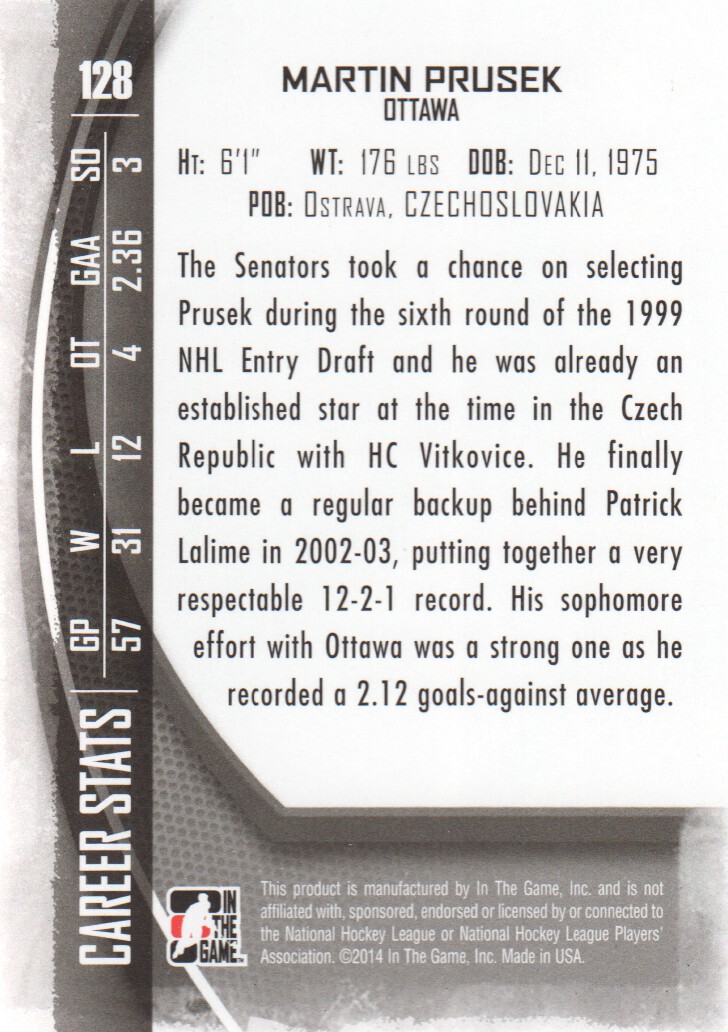 128
MARTIN PRUSEK
OTTAWA
HT: 6'1" WT: 176 LBS DOB: DEC 11, 1975
POB: OSTRAVA, CZECHOSLOVAKIA
The Senators took a chance on selecting
Prusek during the sixth round of the 1999
NHL Entry Draft and he was already an
established star at the time in the Czech
Republic with HC Vitkovice. He finally
became a regular backup behind Patrick
Lalime in 2002-03, putting together a very
respectable 12-2-1 record. His sophomore
effort with Ottawa was a strong one as he
recorded a 2.12 goals-against average.
CAREER STATS
GP W L OT GAA SO
57 31 12 4 2.36 3
IN
THE
GAME™
This product is manufactured by In The Game, Inc. and is not
affiliated with, sponsored, endorsed or licensed by or connected to
the National Hockey League or National Hockey League Players'
Association. ©2014 In The Game, Inc. Made in USA.